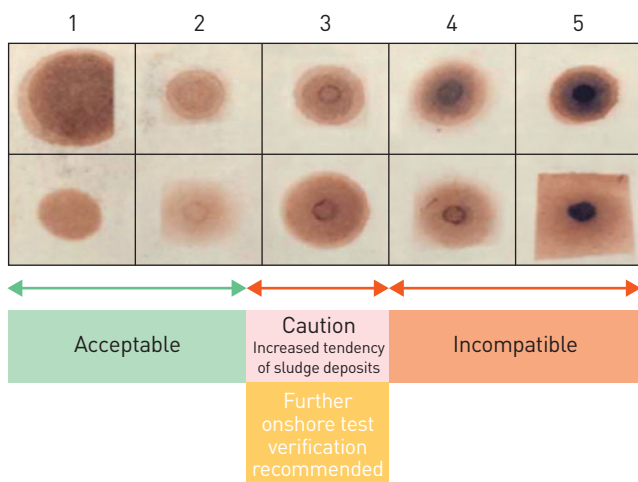 1 2 3 4 5
Acceptable
Caution
Increased tendency
of sludge deposits
Incompatible
Further
onshore test
verification
recommended